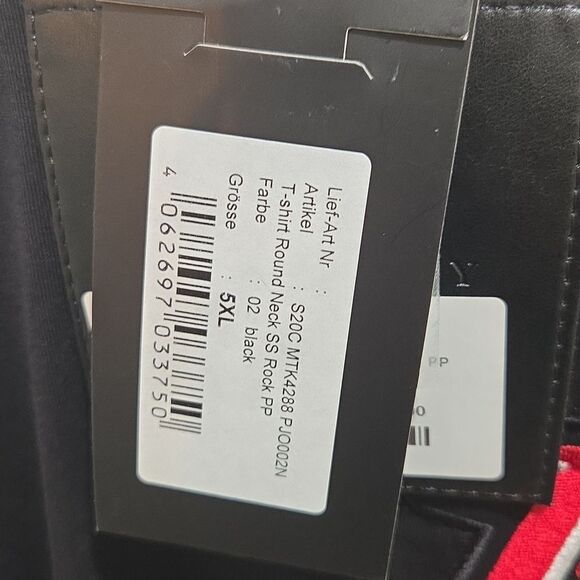 Lief-Art Nr :
Artikel : S20C MTK4288 PJO002N
T-shirt Round Neck SS Rock PP
Farbe : 02 black
Grösse : 5XL
4 062697 033750
Y
PP